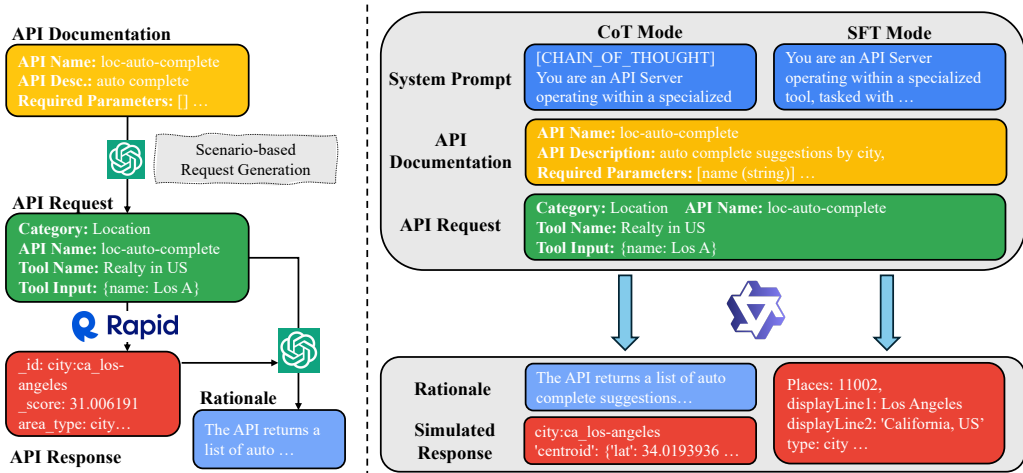 API Documentation
API Name: loc-auto-complete
API Desc.: auto complete
Required Parameters: [] …
Scenario-based
Request Generation
API Request
Category: Location
API Name: loc-auto-complete
Tool Name: Realty in US
Tool Input: {name: Los A}
Rapid
_id: city:ca_los-
angeles
_score: 31.006191
area_type: city…
API Response
Rationale
The API returns a
list of auto …
CoT Mode
SFT Mode
System Prompt
[CHAIN_OF_THOUGHT]
You are an API Server
operating within a specialized
You are an API Server
operating within a specialized
tool, tasked with …
API
Documentation
API Name: loc-auto-complete
API Description: auto complete suggestions by city,
Required Parameters: [name (string)] …
API Request
Category: Location API Name: loc-auto-complete
Tool Name: Realty in US
Tool Input: {name: Los A}
Rationale
The API returns a list of auto
complete suggestions…
Simulated
Response
city:ca_los-angeles
'centroid': {'lat': 34.0193936 …
Places: 11002,
displayLine1: Los Angeles
displayLine2: 'California, US’
type: city …